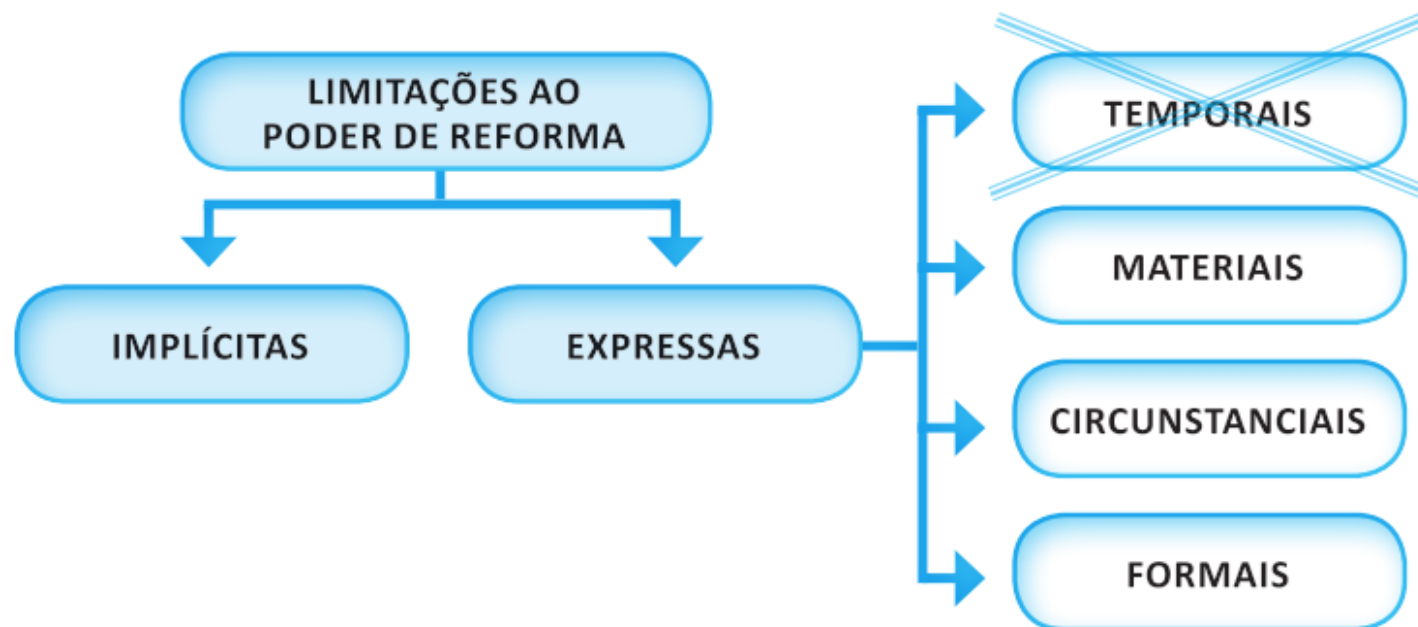 LIMITAÇÕES AO
PODER DE REFORMA
IMPLÍCITAS
EXPRESSAS
TEMPORAIS
MATERIAIS
CIRCUNSTANCIAIS
FORMAIS